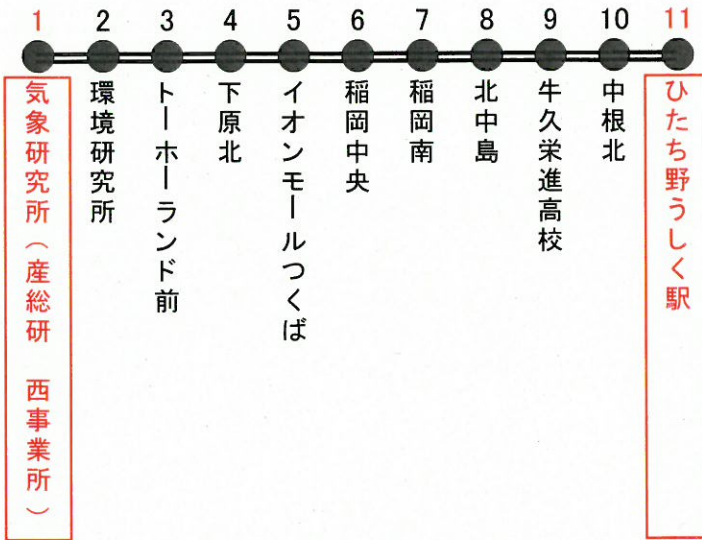 1 2 3 4 5 6 7 8 9 10 11
気象研究所（産総研　西事業所）
環境研究所
トーホーランド前
下原北
イオンモールつくば
稲岡中央
稲岡南
北中島
牛久栄進高校
中根北
ひたち野うしく駅